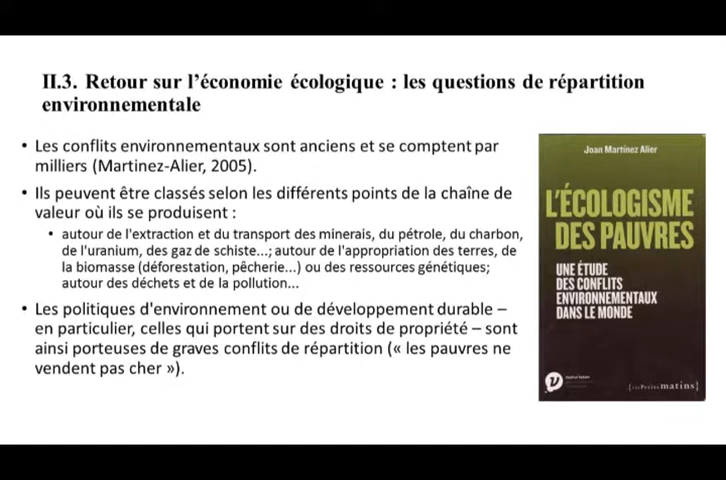 II.3. Retour sur l'économie écologique : les questions de répartition
environnementale
• Les conflits environnementaux sont anciens et se comptent par
milliers (Martinez-Alier, 2005).
• Ils peuvent être classés selon les différents points de la chaîne de
valeur où ils se produisent :
• autour de l'extraction et du transport des minerais, du pétrole, du charbon,
de l'uranium, des gaz de schiste...; autour de l'appropriation des terres, de
la biomasse (déforestation, pêcherie...) ou des ressources génétiques;
autour des déchets et de la pollution...
• Les politiques d'environnement ou de développement durable –
en particulier, celles qui portent sur des droits de propriété – sont
ainsi porteuses de graves conflits de répartition (« les pauvres ne
vendent pas cher »).
Joan Martínez Alier
L'ÉCOLOGISME
DES PAUVRES
UNE ÉTUDE
DES CONFLITS
ENVIRONNEMENTAUX
DANS LE MONDE
{Les Petits matins}